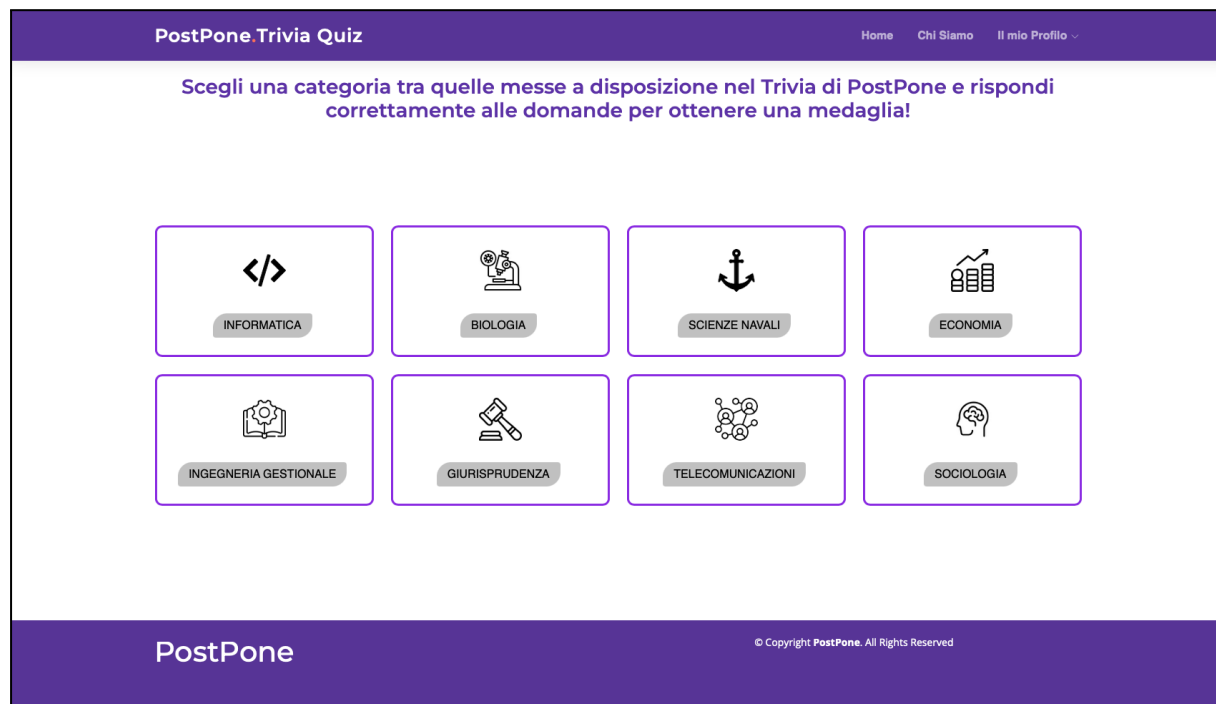 PostPone.Trivia Quiz
Home Chi Siamo Il mio Profilo
Scegli una categoria tra quelle messe a disposizione nel Trivia di PostPone e rispondi
correttamente alle domande per ottenere una medaglia!
INFORMATICA
BIOLOGIA
SCIENZE NAVALI
ECONOMIA
INGEGNERIA GESTIONALE
GIURISPRUDENZA
TELECOMUNICAZIONI
SOCIOLOGIA
PostPone
© Copyright PostPone. All Rights Reserved